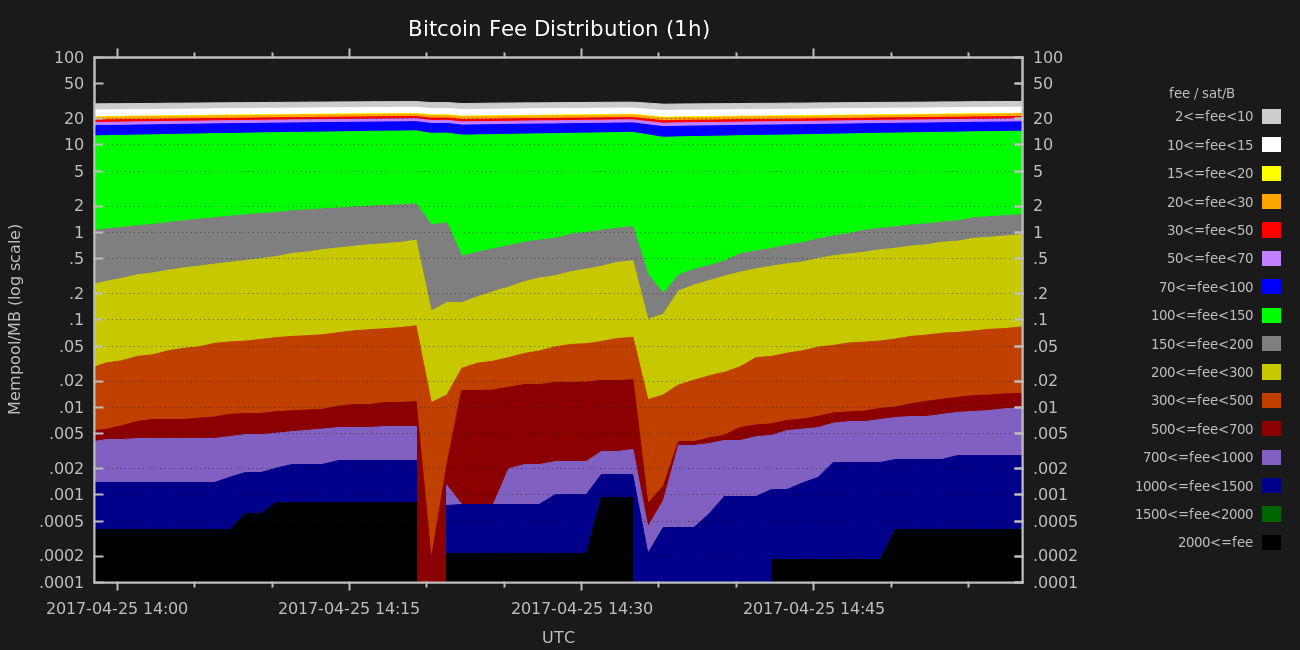 Bitcoin Fee Distribution (1h)
Mempool/MB (log scale)
100
50
20
10
5
2
1
.5
.2
.1
.05
.02
.01
.005
.002
.001
.0005
.0002
.0001
100
50
20
10
5
2
1
.5
.2
.1
.05
.02
.01
.005
.002
.001
.0005
.0002
.0001
2017-04-25 14:00
2017-04-25 14:15
2017-04-25 14:30
2017-04-25 14:45
UTC
fee / sat/B
2<=fee<10
10<=fee<15
15<=fee<20
20<=fee<30
30<=fee<50
50<=fee<70
70<=fee<100
100<=fee<150
150<=fee<200
200<=fee<300
300<=fee<500
500<=fee<700
700<=fee<1000
1000<=fee<1500
1500<=fee<2000
2000<=fee